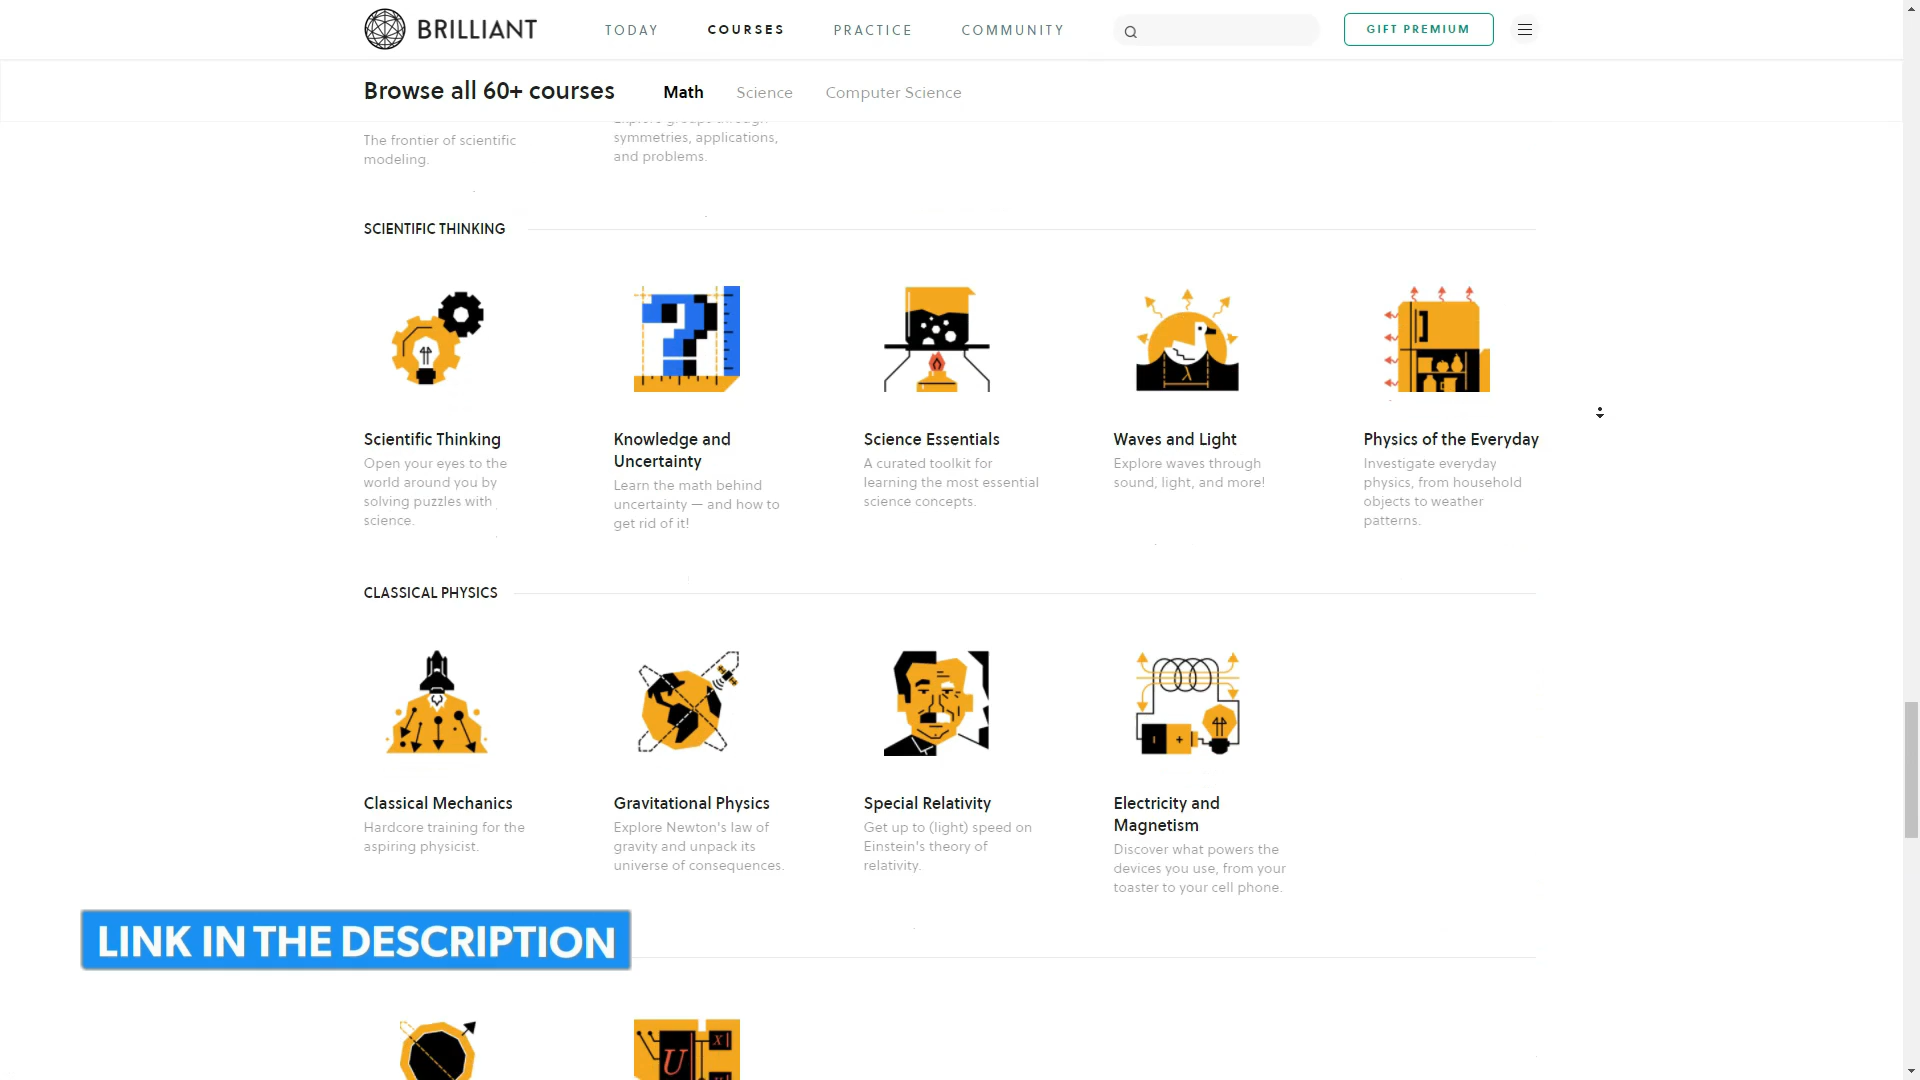 BRILLIANT
TODAY
COURSES
PRACTICE
COMMUNITY
GIFT PREMIUM
Browse all 60+ courses
Math
Science
Computer Science
The frontier of scientific
modeling.
symmetries, applications,
and problems.
SCIENTIFIC THINKING
Scientific Thinking
Open your eyes to the
world around you by
solving puzzles with
science.
Knowledge and
Uncertainty
Learn the math behind
uncertainty — and how to
get rid of it!
Science Essentials
A curated toolkit for
learning the most essential
science concepts.
Waves and Light
Explore waves through
sound, light, and more!
Physics of the Everyday
Investigate everyday
physics, from household
objects to weather
patterns.
CLASSICAL PHYSICS
Classical Mechanics
Hardcore training for the
aspiring physicist.
Gravitational Physics
Explore Newton's law of
gravity and unpack its
universe of consequences.
Special Relativity
Get up to (light) speed on
Einstein's theory of
relativity.
Electricity and
Magnetism
Discover what powers the
devices you use, from your
toaster to your cell phone.
LINK IN THE DESCRIPTION
U
X